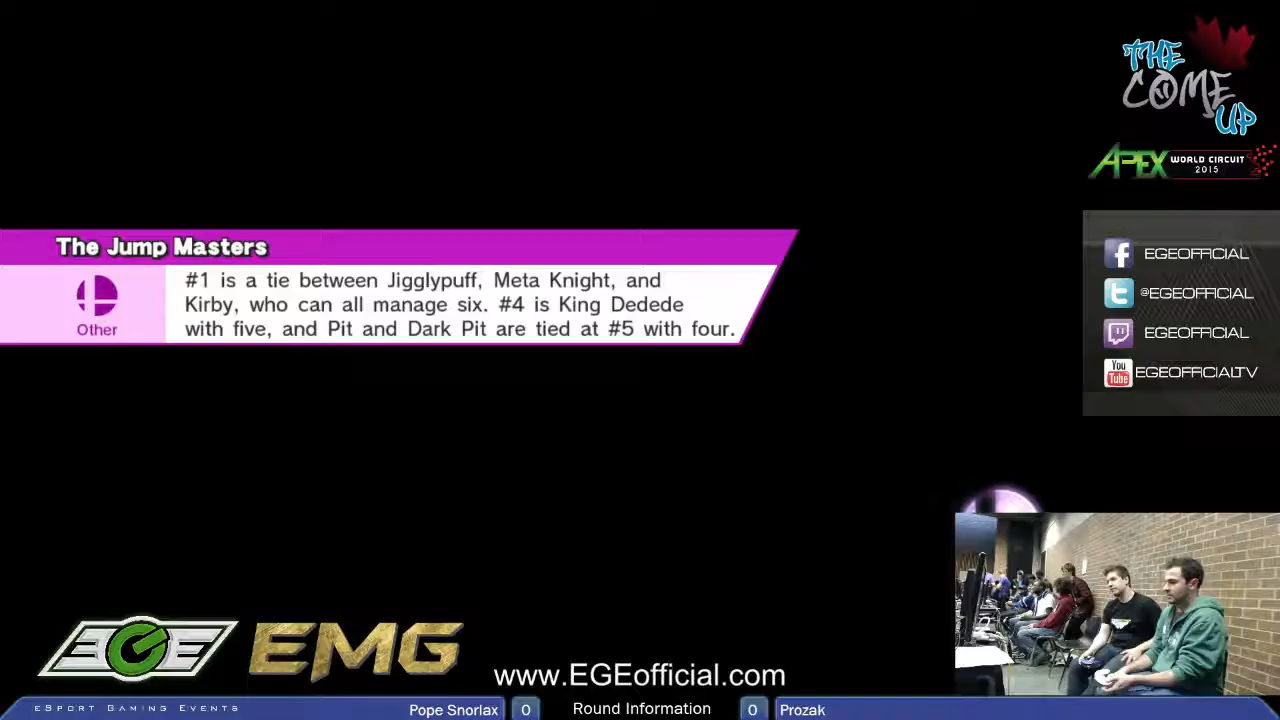 THE
COME
UP
APEX WORLD CIRCUIT
2015
The Jump Masters
#1 is a tie between Jigglypuff, Meta Knight, and
Kirby, who can all manage six. #4 is King Dedede
with five, and Pit and Dark Pit are tied at #5 with four.
Other
EGEOFFICIAL
@EGEOFFICIAL
EGEOFFICIAL
You
Tube
EGEOFFICIALTV
EGE
EMG
www.EGEofficial.com
ESPORT GAMING EVENTS
Pope Snorlax 0 Round Information 0 Prozak